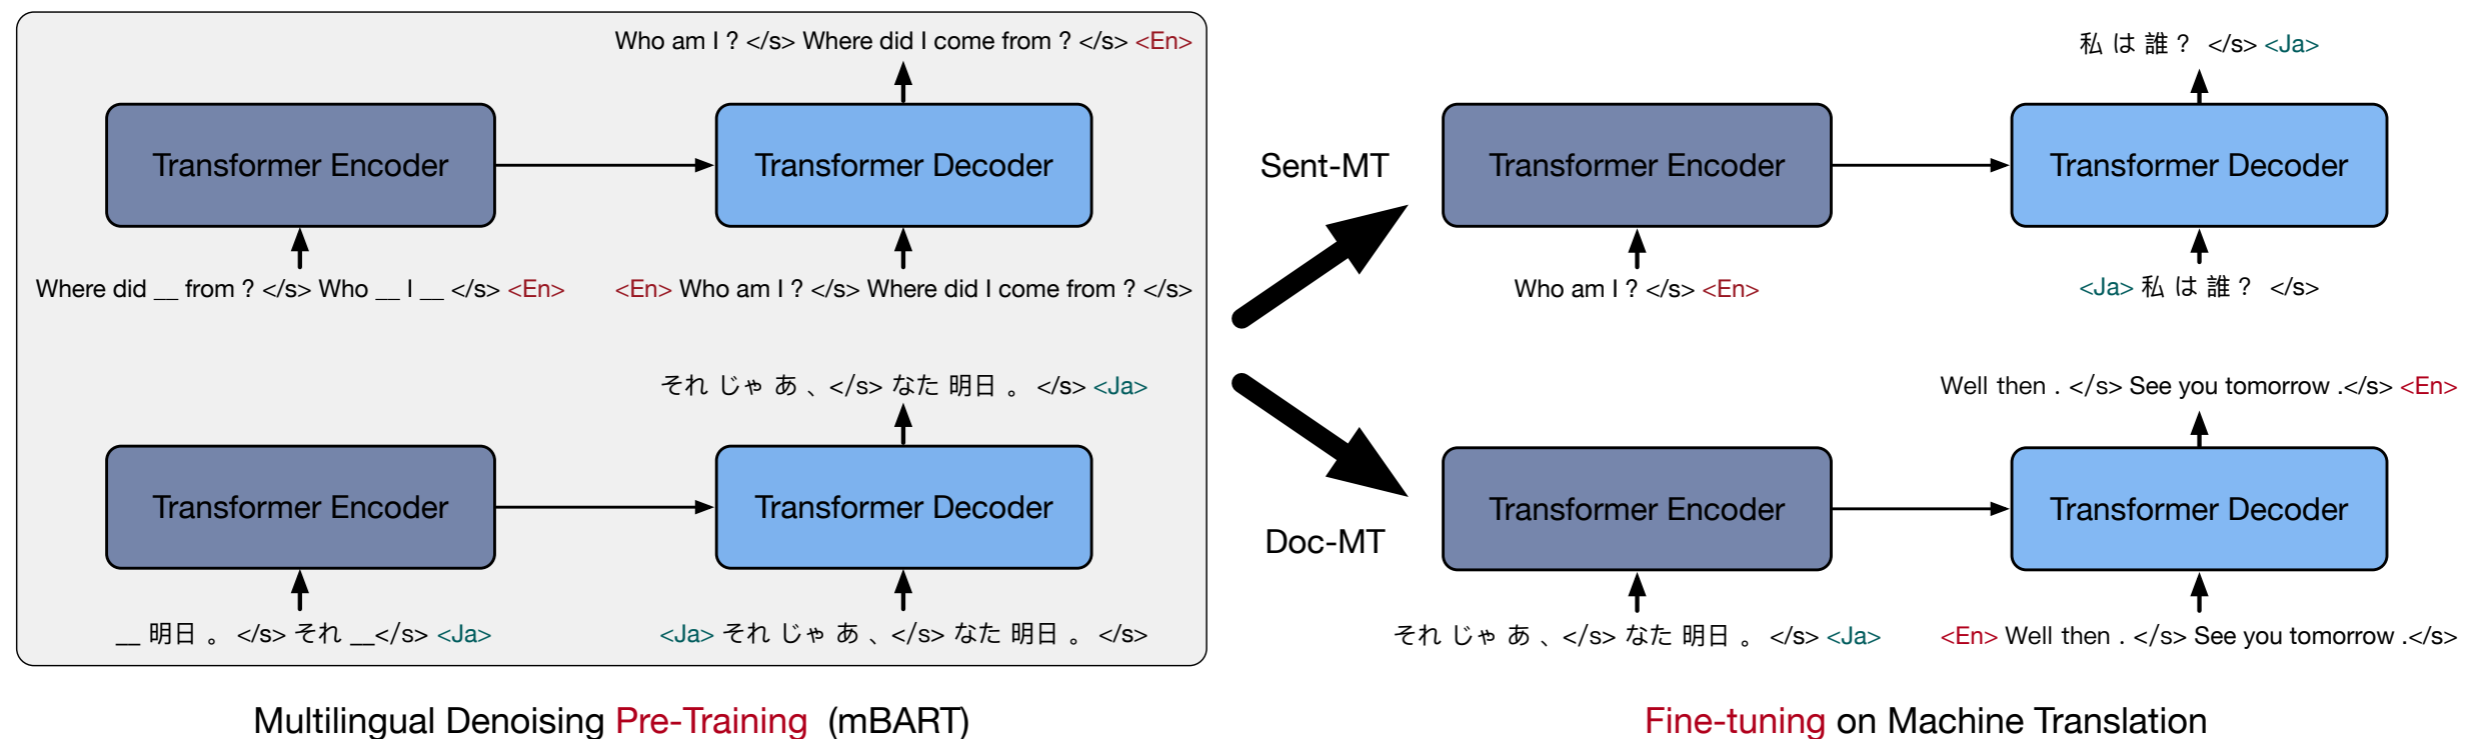 Who am I ? </s> Where did I come from ? </s> <En>
Transformer Encoder
Transformer Decoder
Where did __ from ? </s> Who __ I __ </s> <En>
<En> Who am I ? </s> Where did I come from ? </s>
それ じゃ あ 、</s> なた 明日 。 </s> <Ja>
Transformer Encoder
Transformer Decoder
__ 明日 。 </s> それ __</s> <Ja>
<Ja> それ じゃ あ 、</s> なた 明日 。 </s>
Multilingual Denoising Pre-Training (mBART)
Sent-MT
Doc-MT
私 は 誰 ? </s> <Ja>
Transformer Encoder
Transformer Decoder
Who am I ? </s> <En>
<Ja> 私 は 誰 ? </s>
Well then . </s> See you tomorrow .</s> <En>
Transformer Encoder
Transformer Decoder
それ じゃ あ 、</s> なた 明日 。 </s> <Ja>
<En> Well then . </s> See you tomorrow .</s>
Fine-tuning on Machine Translation